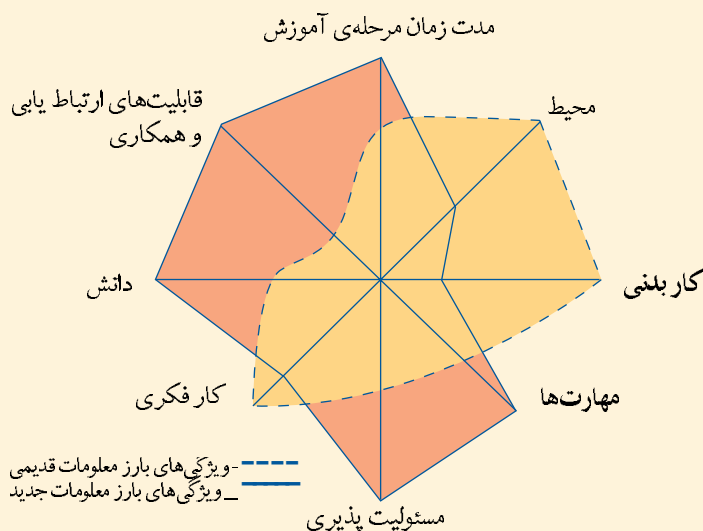 مدت زمان مرحله‌ی آموزش
محیط
قابلیت‌های ارتباط یابی
و همکاری
دانش
کار بدنی
کار فکری
مهارت‌ها
مسئولیت پذیری
- ویژگی‌های بارز معلومات قدیمی
_ ویژگی‌های بارز معلومات جدید